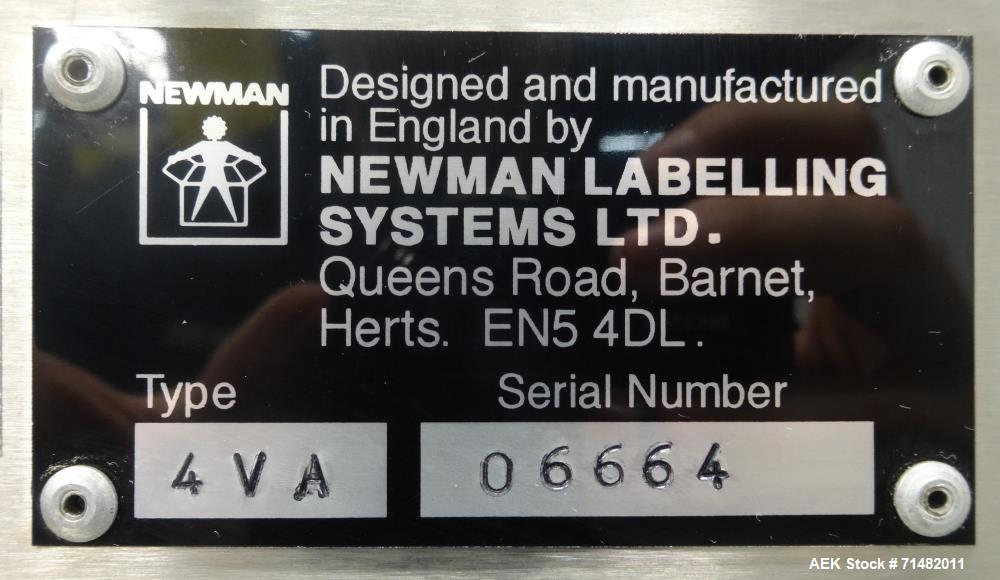 NEWMAN
Designed and manufactured
in England by
NEWMAN LABELLING
SYSTEMS LTD.
Queens Road, Barnet,
Herts. EN5 4DL.
Type
Serial Number
4VA
06664
AEK Stock # 71482011